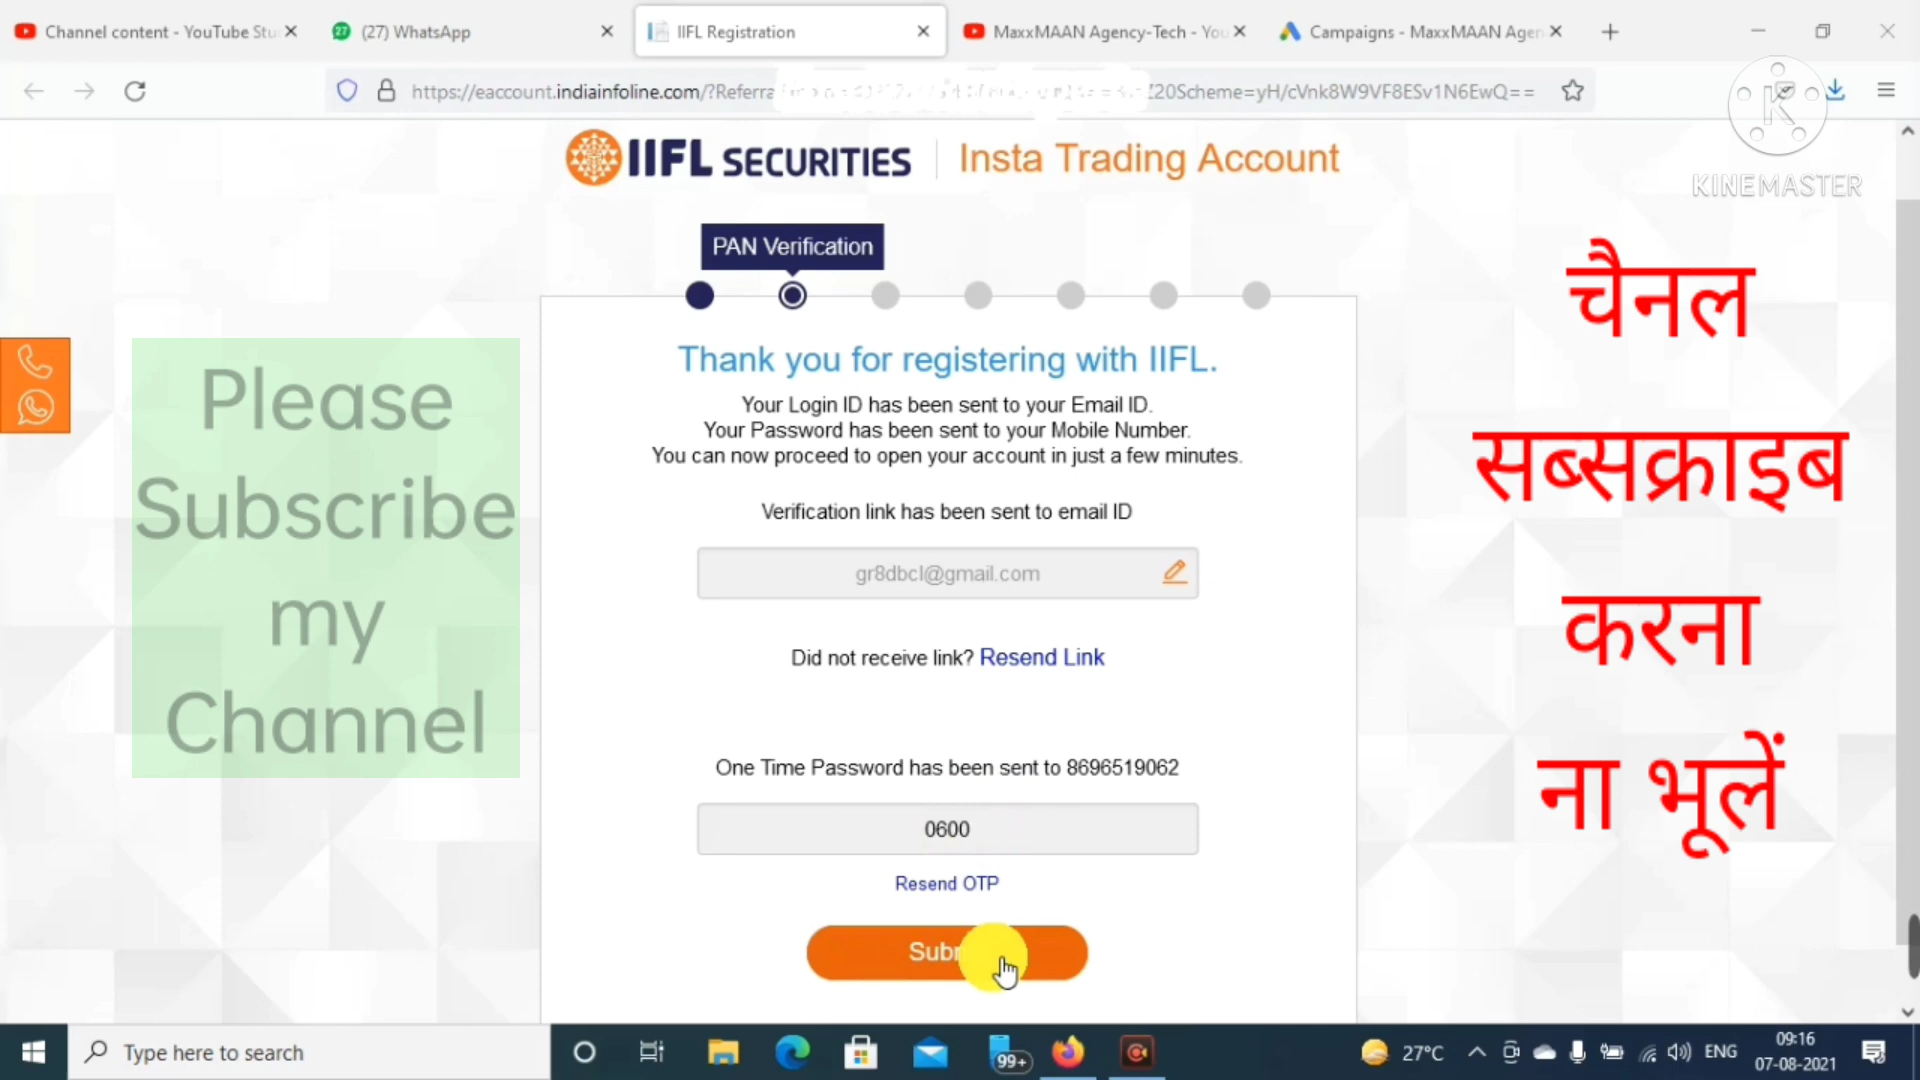 Channel content - YouTube Stu
27 (27) WhatsApp
IIFL Registration
MaxxMAAN Agency-Tech - You
Campaigns - MaxxMAAN Agen
https://eaccount.indiainfoline.com/?Referra
20Scheme=yH/cVnk8W9VF8ESv1N6EwQ==
K
KINEMASTER
IIFL SECURITIES
Insta Trading Account
PAN Verification
Thank you for registering with IIFL.
Your Login ID has been sent to your Email ID.
Your Password has been sent to your Mobile Number.
You can now proceed to open your account in just a few minutes.
Verification link has been sent to email ID
gr8dbcl@gmail.com
Did not receive link? Resend Link
One Time Password has been sent to 8696519062
0600
Resend OTP
Please
Subscribe
my
Channel
चैनल
सब्सक्राइब
करना
ना भूलें
Type here to search
99+
27°C
ENG
09:16
07-08-2021